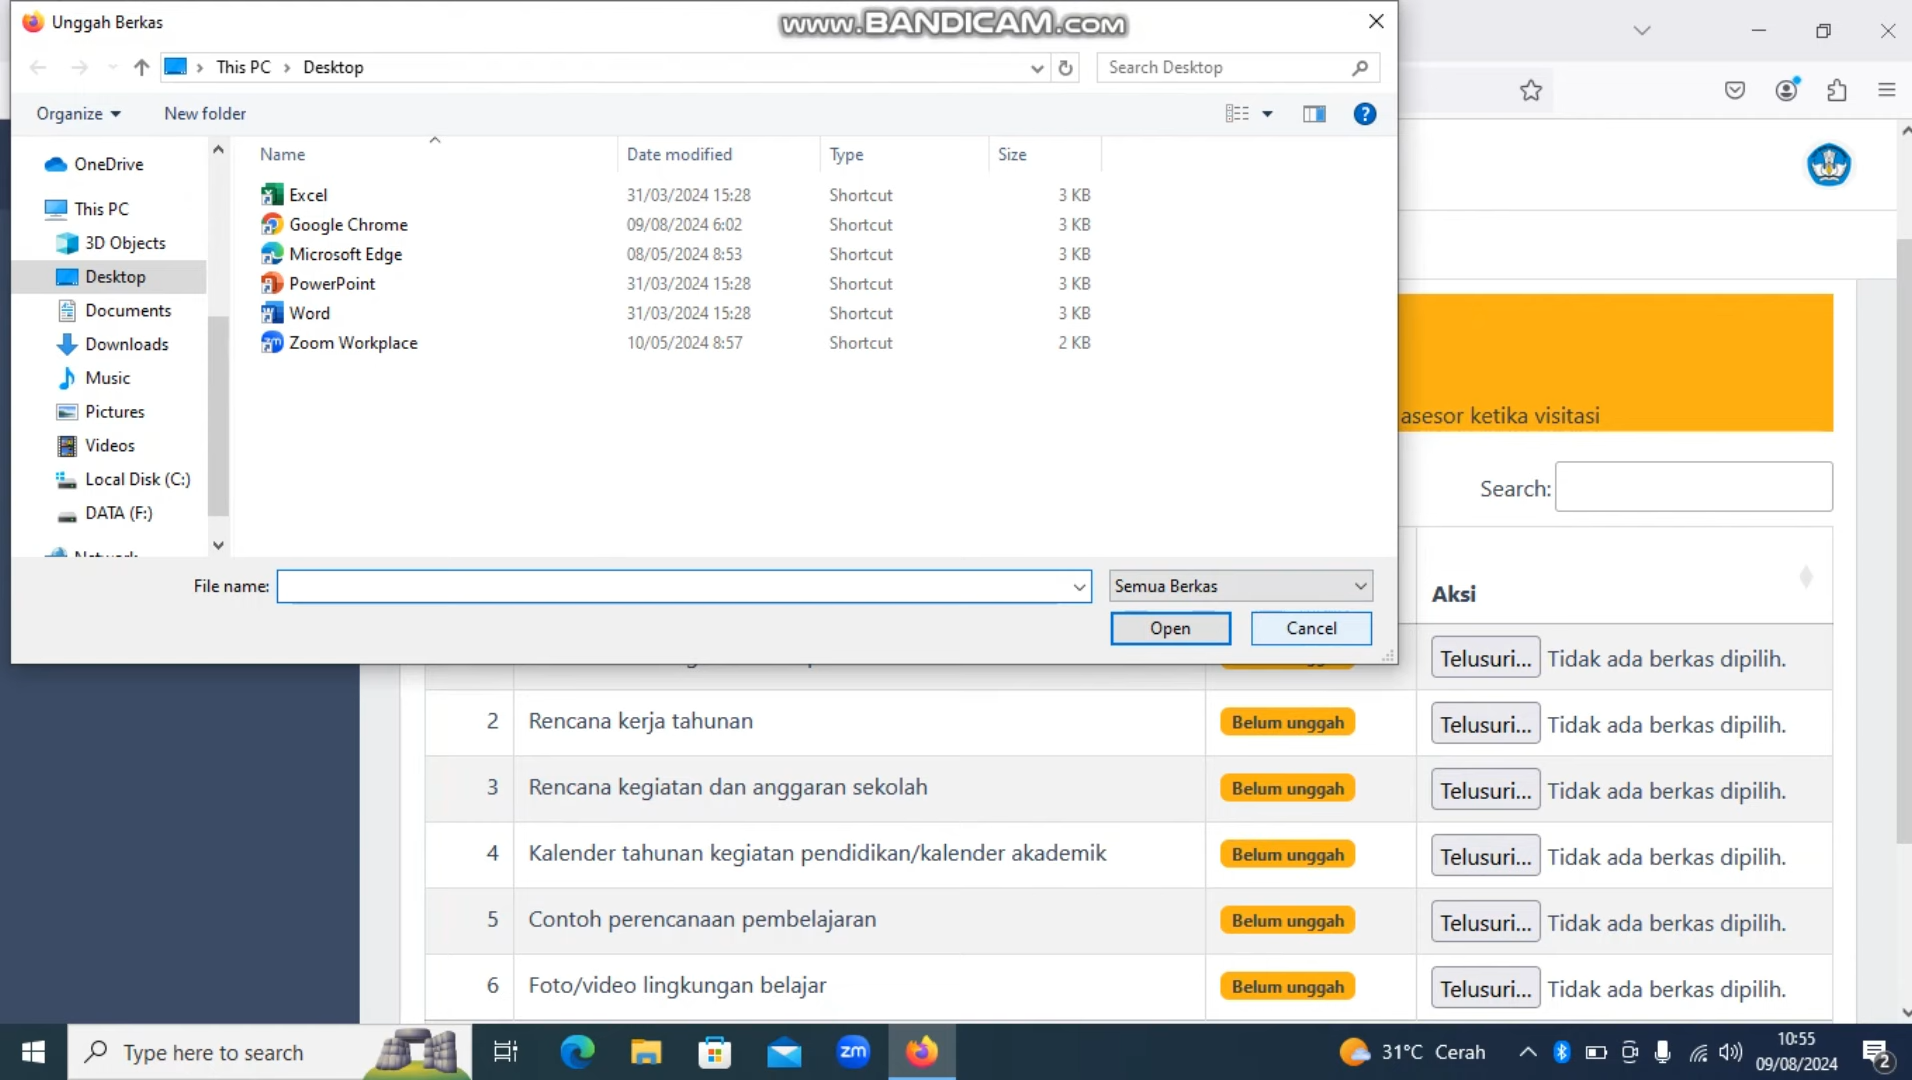 Unggah Berkas
www.BANDICAM.com
This PC › Desktop
Search Desktop
Organize
New folder
Name
Date modified
Type
Size
OneDrive
This PC
3D Objects
Desktop
Documents
Downloads
Music
Pictures
Videos
Local Disk (C:)
DATA (F:)
Network
Excel 31/03/2024 15:28 Shortcut 3 KB
Google Chrome 09/08/2024 6:02 Shortcut 3 KB
Microsoft Edge 08/05/2024 8:53 Shortcut 3 KB
PowerPoint 31/03/2024 15:28 Shortcut 3 KB
Word 31/03/2024 15:28 Shortcut 3 KB
Zoom Workplace 10/05/2024 8:57 Shortcut 2 KB
File name:
Semua Berkas
Open
Cancel
asesor ketika visitasi
Search:
Aksi
Telusuri... Tidak ada berkas dipilih.
2 Rencana kerja tahunan Belum unggah Telusuri... Tidak ada berkas dipilih.
3 Rencana kegiatan dan anggaran sekolah Belum unggah Telusuri... Tidak ada berkas dipilih.
4 Kalender tahunan kegiatan pendidikan/kalender akademik Belum unggah Telusuri... Tidak ada berkas dipilih.
5 Contoh perencanaan pembelajaran Belum unggah Telusuri... Tidak ada berkas dipilih.
6 Foto/video lingkungan belajar Belum unggah Telusuri... Tidak ada berkas dipilih.
Type here to search
zm
31°C Cerah
10:55
09/08/2024
2